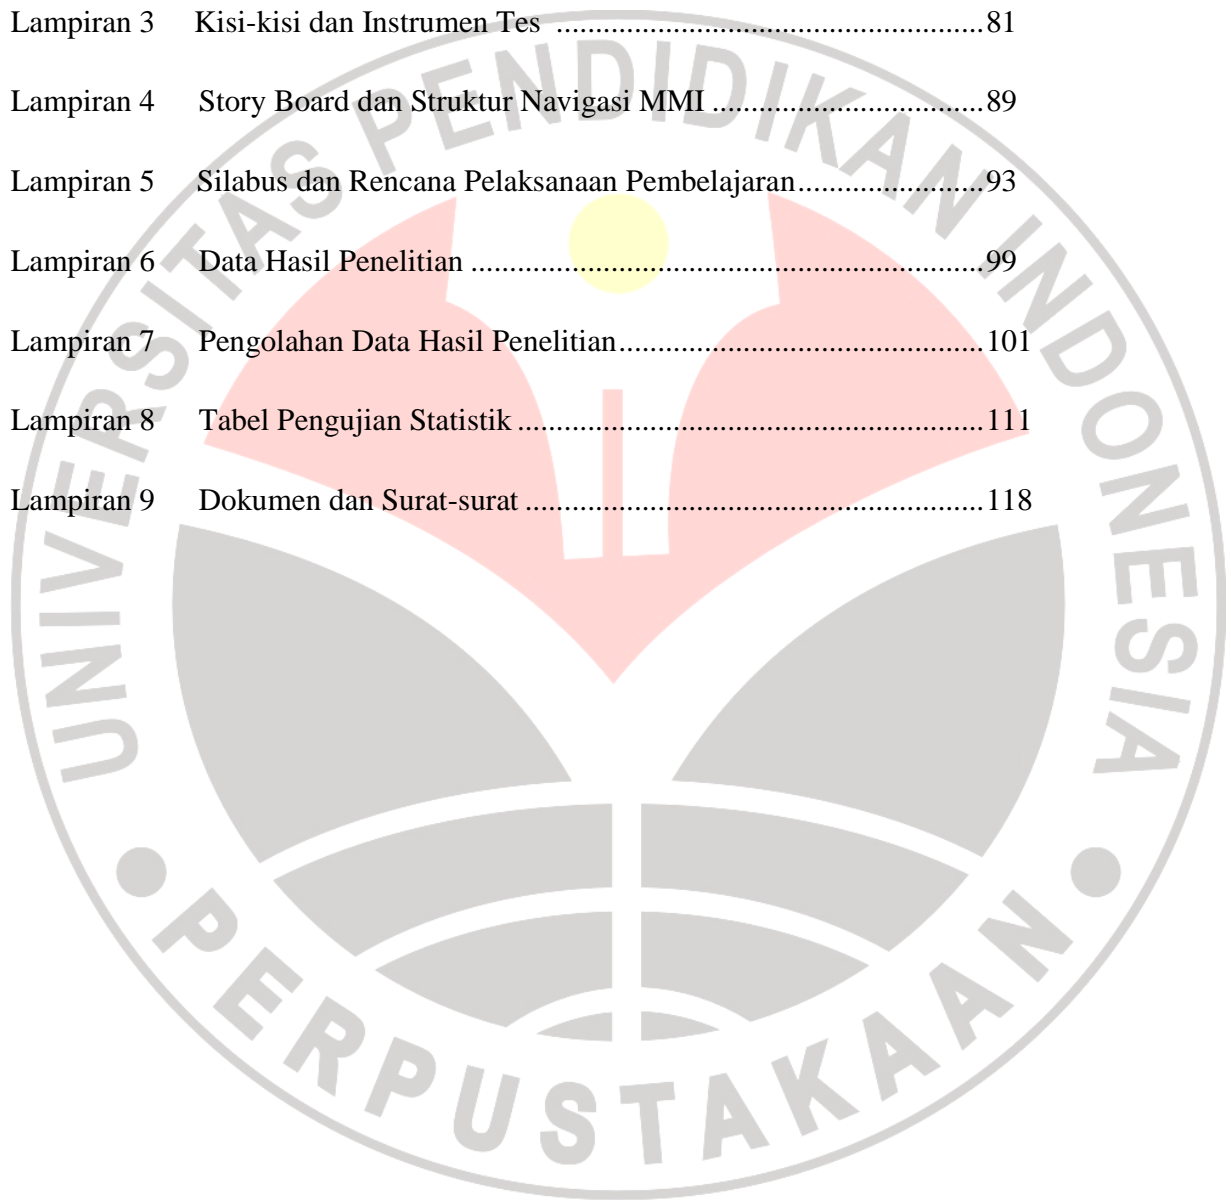 Lampiran 3 Kisi-kisi dan Instrumen Tes ........................................................ 81
Lampiran 4 Story Board dan Struktur Navigasi MMI ................................... 89
Lampiran 5 Silabus dan Rencana Pelaksanaan Pembelajaran........................ 93
Lampiran 6 Data Hasil Penelitian .................................................................. 99
Lampiran 7 Pengolahan Data Hasil Penelitian............................................... 101
Lampiran 8 Tabel Pengujian Statistik ............................................................ 111
Lampiran 9 Dokumen dan Surat-surat ........................................................... 118
UNIVERSITAS PENDIDIKAN INDONESIA
PERPUSTAKAAN